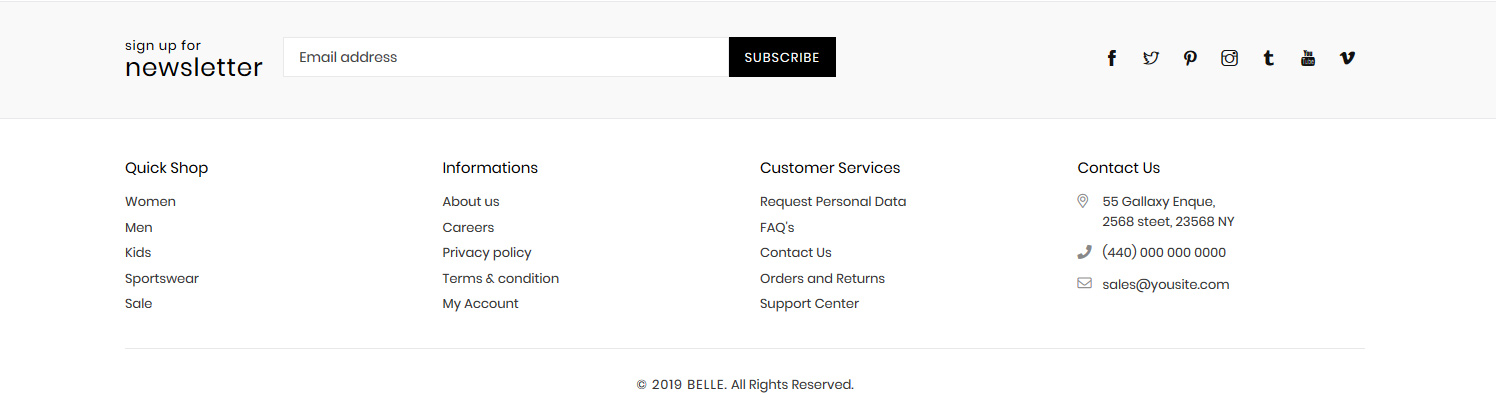 sign up for
newsletter
Email address
SUBSCRIBE
You
Tube
Quick Shop
Women
Men
Kids
Sportswear
Sale
Informations
About us
Careers
Privacy policy
Terms & condition
My Account
Customer Services
Request Personal Data
FAQ's
Contact Us
Orders and Returns
Support Center
Contact Us
55 Gallaxy Enque,
2568 steet, 23568 NY
(440) 000 000 0000
sales@yousite.com
© 2019 BELLE. All Rights Reserved.